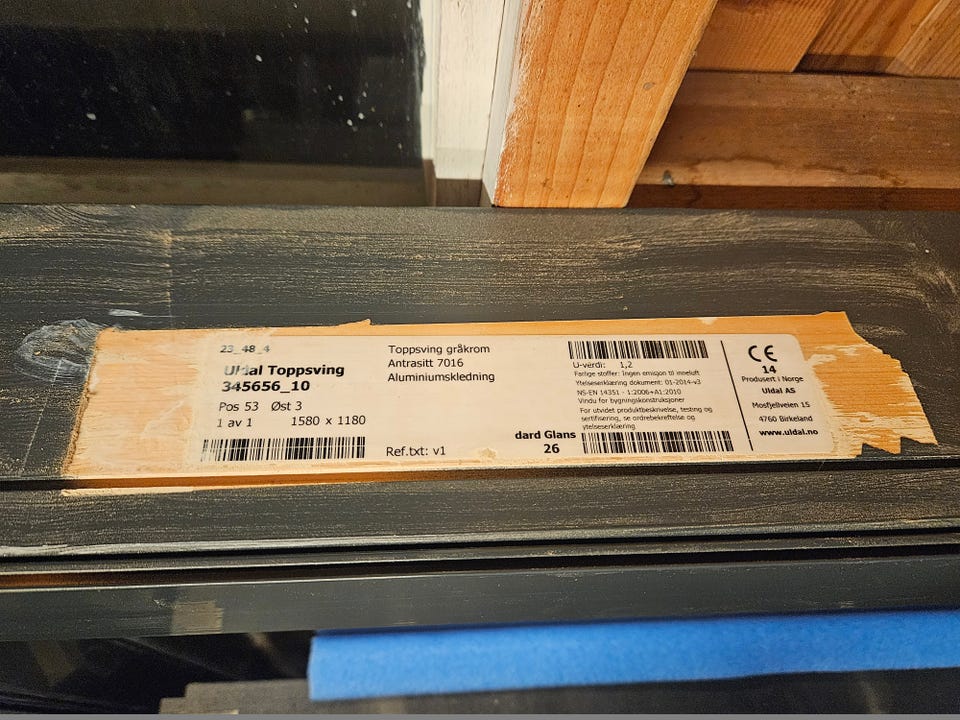 23_48_4
Uldal Toppsving
345656_10
Pos 53 Øst 3
1 av 1 1580 x 1180
Toppsving gråkrom
Antrasitt 7016
Aluminiumskledning
Ref.txt: v1
dard Glans
26
U-verdi: 1,2
Farlige stoffer: Ingen emisjon til inneluft
Ytelseserklæring dokument: 01-2014-v3
NS-EN 14351 - 1:2006+A1:2010
Vindu for bygningskonstruksjoner
For utvidet produktbeskrivelse, testing og
sertifisering, se ordrebekreftelse og
ytelseserklæring
CE
14
Produsert i Norge
Uldal AS
Mosfjellveien 15
4760 Birkeland
www.uldal.no